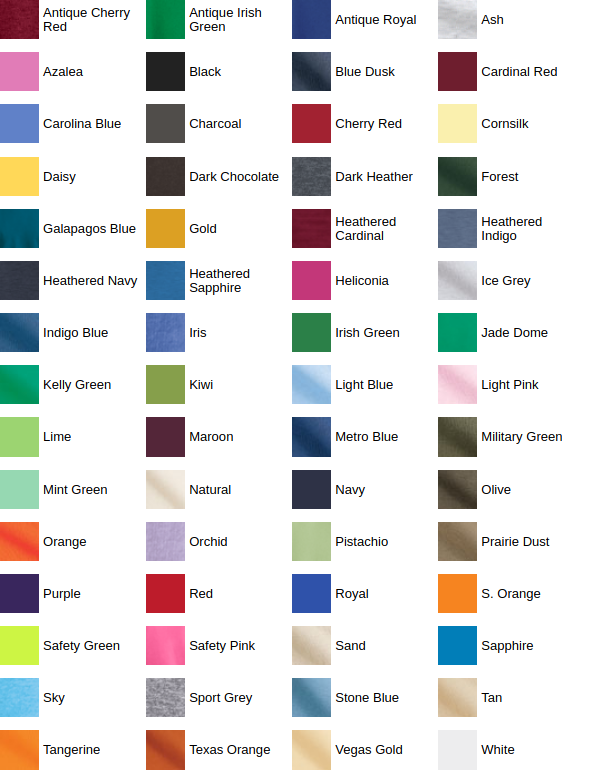 Antique Cherry
Red
Antique Irish
Green
Antique Royal
Ash
Azalea
Black
Blue Dusk
Cardinal Red
Carolina Blue
Charcoal
Cherry Red
Cornsilk
Daisy
Dark Chocolate
Dark Heather
Forest
Galapagos Blue
Gold
Heathered
Cardinal
Heathered
Indigo
Heathered Navy
Heathered
Sapphire
Heliconia
Ice Grey
Indigo Blue
Iris
Irish Green
Jade Dome
Kelly Green
Kiwi
Light Blue
Light Pink
Lime
Maroon
Metro Blue
Military Green
Mint Green
Natural
Navy
Olive
Orange
Orchid
Pistachio
Prairie Dust
Purple
Red
Royal
S. Orange
Safety Green
Safety Pink
Sand
Sapphire
Sky
Sport Grey
Stone Blue
Tan
Tangerine
Texas Orange
Vegas Gold
White